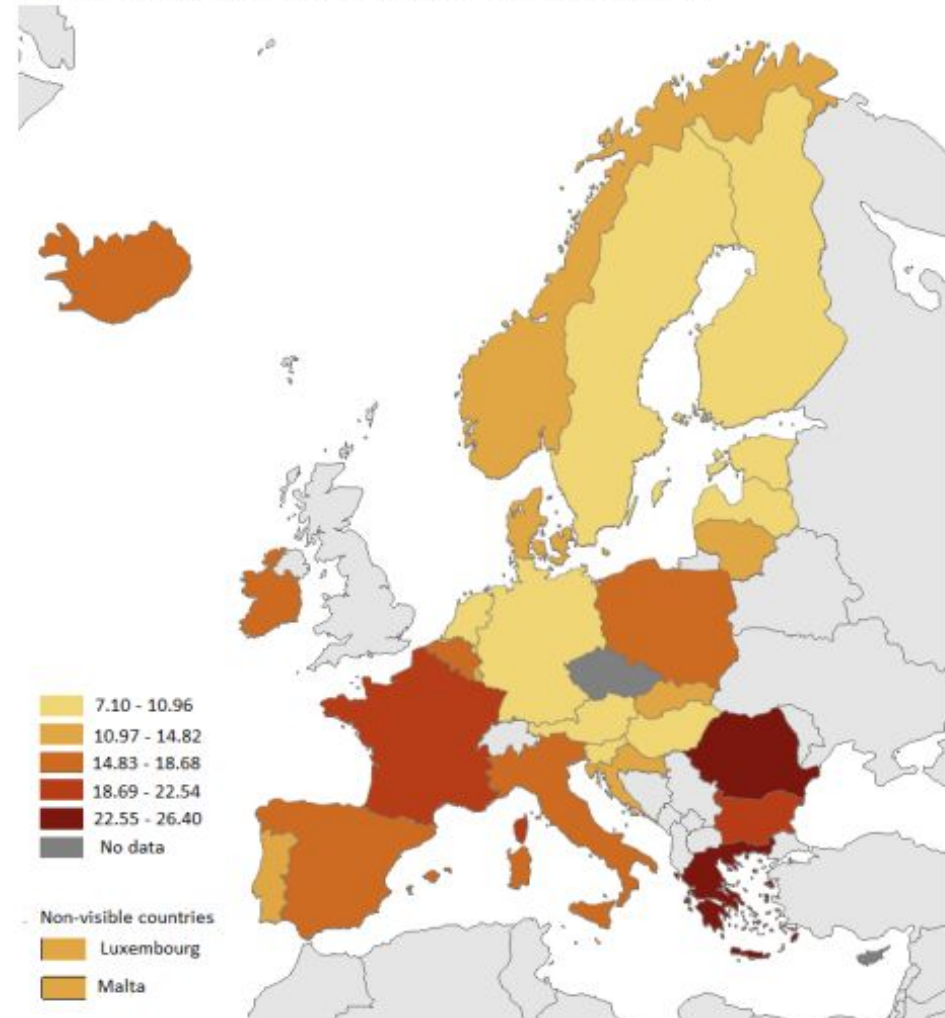 7.10 - 10.96
10.97 - 14.82
14.83 - 18.68
18.69 - 22.54
22.55 - 26.40
No data
Non-visible countries
Luxembourg
Malta